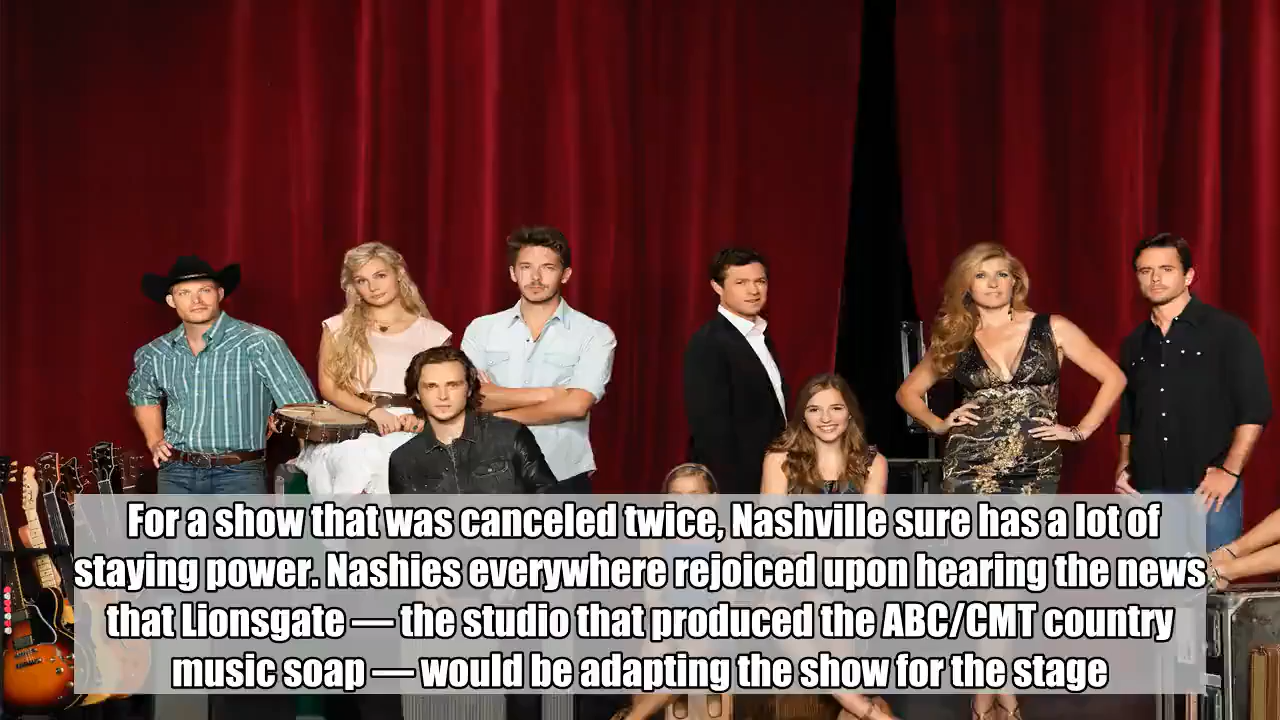 For a show that was canceled twice, Nashville sure has a lot of
staying power. Nashies everywhere rejoiced upon hearing the news
that Lionsgate — the studio that produced the ABC/CMT country
music soap — would be adapting the show for the stage